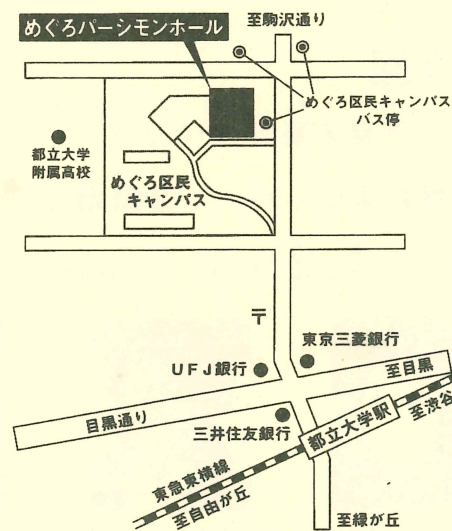 めぐろパーシモンホール
至駒沢通り
めぐろ区民キャンパス
バス停
都立大学
附属高校
めぐろ区民
キャンパス
〒
東京三菱銀行
UFJ銀行
至目黒
目黒通り
三井住友銀行
都立大学駅
至渋谷
東急東横線
至自由が丘
至緑が丘